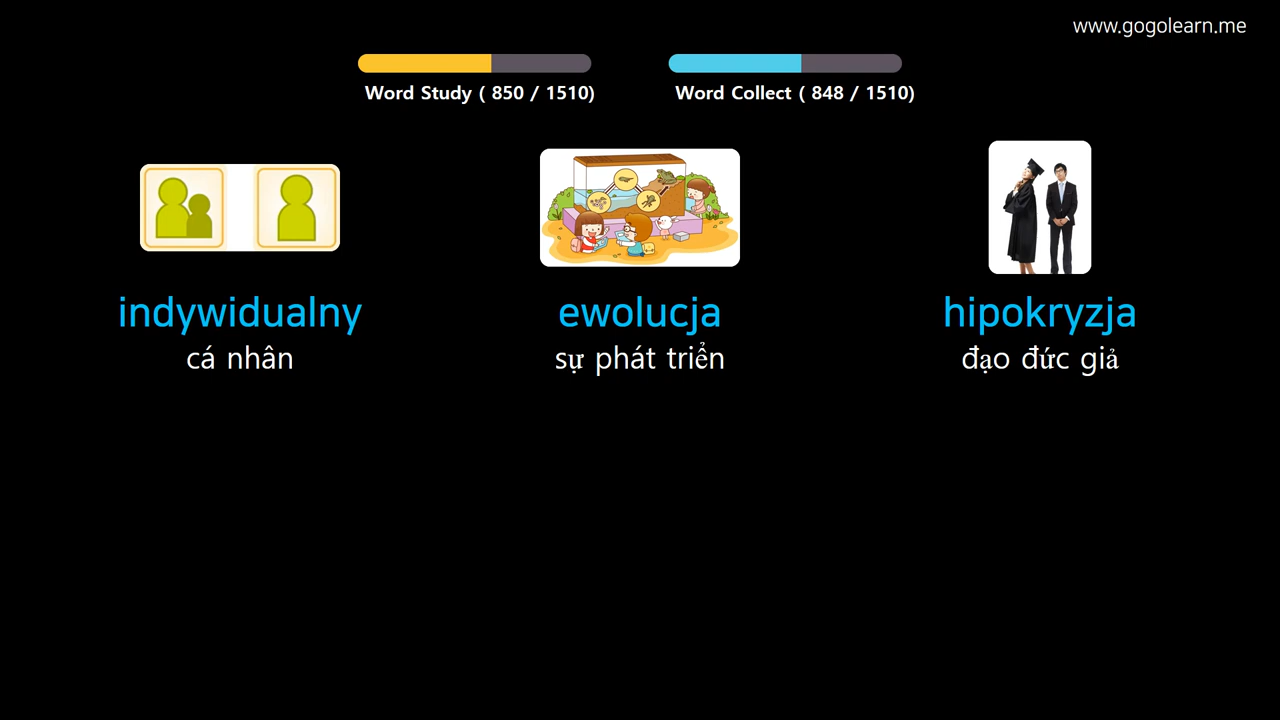 www.gogolearn.me
Word Study ( 850 / 1510)
Word Collect ( 848 / 1510)
indywidualny
ewolucja
hipokryzja
cá nhân
sự phát triển
đạo đức giả